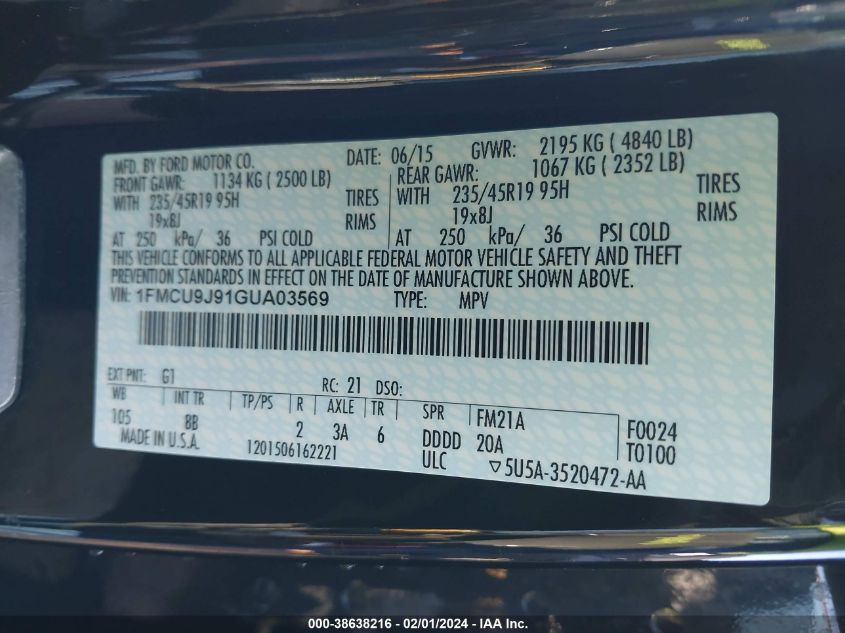 MFD. BY FORD MOTOR CO. DATE: 06/15 GVWR: 2195 KG ( 4840 LB)
FRONT GAWR: 1134 KG ( 2500 LB) REAR GAWR: 1067 KG ( 2352 LB)
WITH 235/45R19 95H TIRES WITH 235/45R19 95H TIRES
19x8J RIMS 19x8J RIMS
AT 250 kPa/ 36 PSI COLD AT 250 kPa/ 36 PSI COLD
THIS VEHICLE CONFORMS TO ALL APPLICABLE FEDERAL MOTOR VEHICLE SAFETY AND THEFT
PREVENTION STANDARDS IN EFFECT ON THE DATE OF MANUFACTURE SHOWN ABOVE.
VIN: 1FMCU9J91GUA03569 TYPE: MPV
EXT PNT: G1 RC: 21 DSO:
WB INT TR TP/PS R AXLE TR SPR FM21A F0024
105 8B 2 3A 6 DDDD 20A T0100
MADE IN U.S.A. 1201506162221 ULC ▽5U5A-3520472-AA
000-38638216 - 02/01/2024 - IAA Inc.